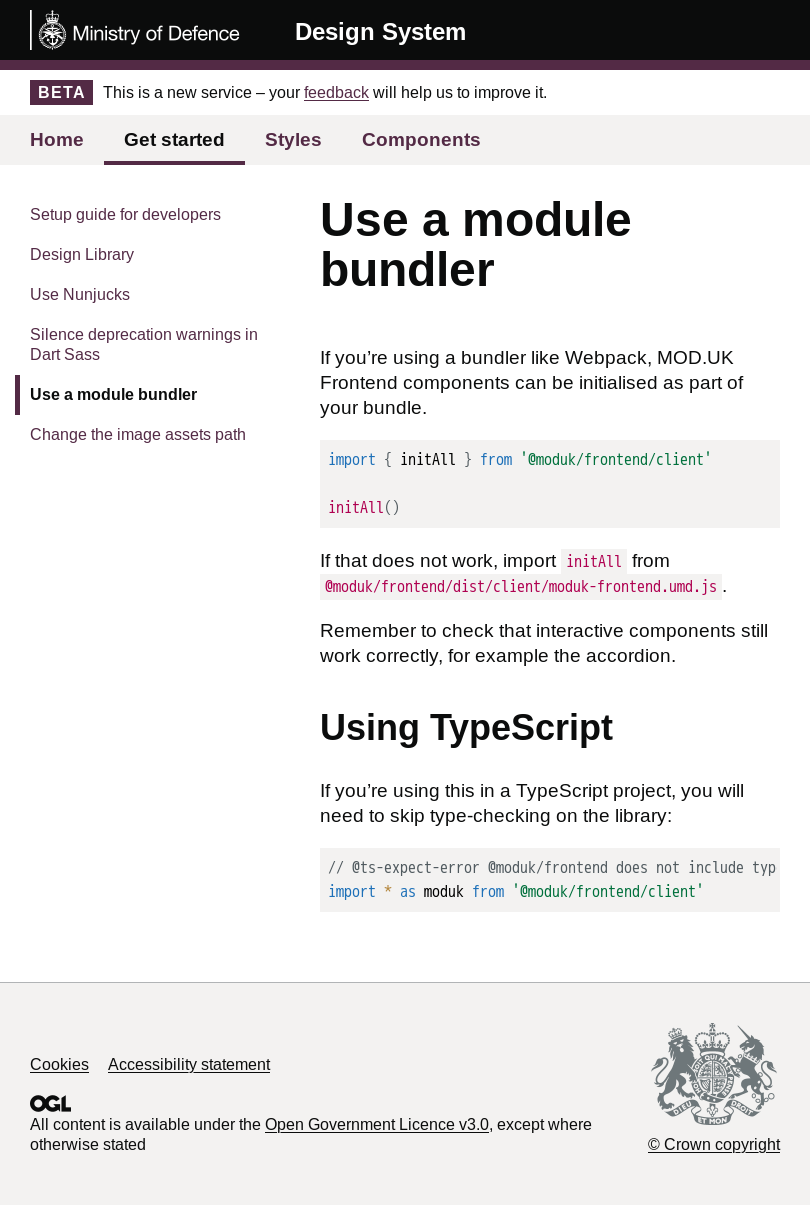 Ministry of Defence
Design System
BETA This is a new service – your feedback will help us to improve it.
Home Get started Styles Components
Setup guide for developers
Design Library
Use Nunjucks
Silence deprecation warnings in
Dart Sass
Use a module bundler
Change the image assets path
Use a module
bundler
If you’re using a bundler like Webpack, MOD.UK
Frontend components can be initialised as part of
your bundle.
import { initAll } from '@moduk/frontend/client'
initAll()
If that does not work, import initAll from
@moduk/frontend/dist/client/moduk-frontend.umd.js.
Remember to check that interactive components still
work correctly, for example the accordion.
Using TypeScript
If you’re using this in a TypeScript project, you will
need to skip type-checking on the library:
// @ts-expect-error @moduk/frontend does not include typ
import * as moduk from '@moduk/frontend/client'
Cookies Accessibility statement
OGL
All content is available under the Open Government Licence v3.0, except where
otherwise stated
© Crown copyright